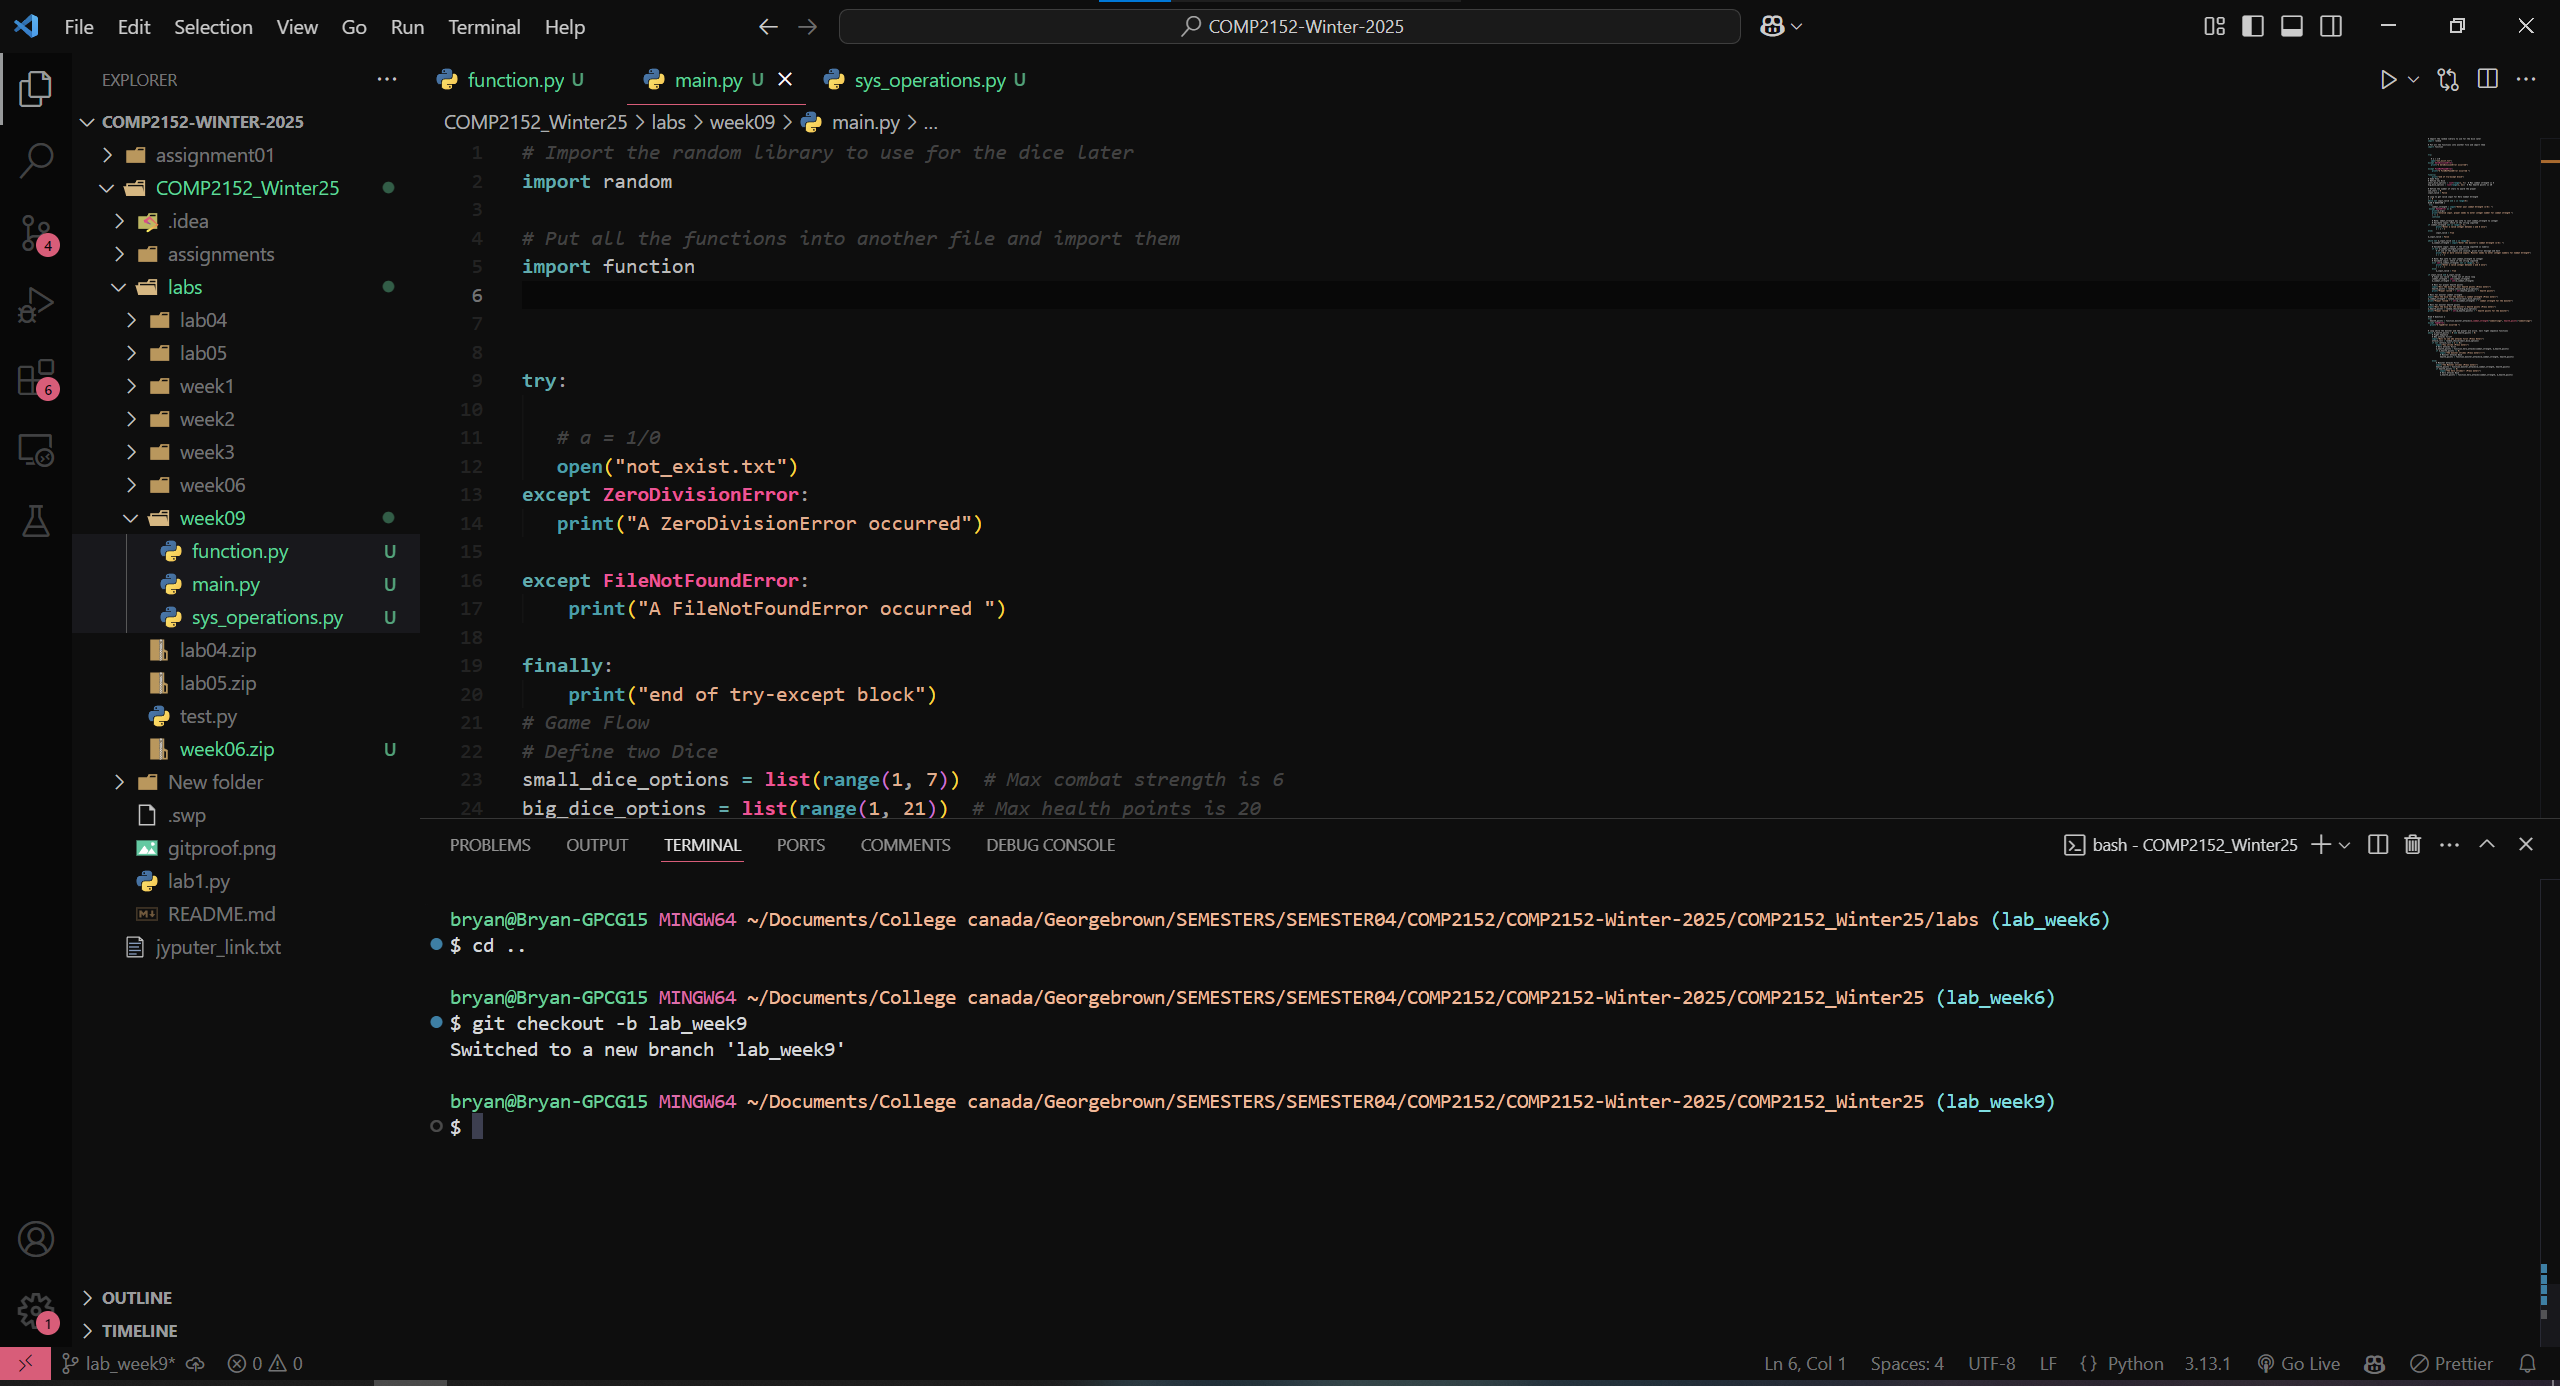 File Edit Selection View Go Run Terminal Help
COMP2152-Winter-2025
EXPLORER
COMP2152-WINTER-2025
assignment01
COMP2152_Winter25
.idea
assignments
labs
lab04
lab05
week1
week2
week3
week06
week09
function.py U
main.py U
sys_operations.py U
lab04.zip
lab05.zip
test.py
week06.zip U
New folder
.swp
gitproof.png
lab1.py
README.md
jyputer_link.txt
OUTLINE
TIMELINE
4
6
1
function.py U main.py U sys_operations.py U
COMP2152_Winter25 > labs > week09 > main.py > ...
1 # Import the random library to use for the dice later
2 import random
3
4 # Put all the functions into another file and import them
5 import function
6
7
8
9 try:
10
11 # a = 1/0
12 open("not_exist.txt")
13 except ZeroDivisionError:
14 print("A ZeroDivisionError occurred")
15
16 except FileNotFoundError:
17 print("A FileNotFoundError occurred ")
18
19 finally:
20 print("end of try-except block")
21 # Game Flow
22 # Define two Dice
23 small_dice_options = list(range(1, 7)) # Max combat strength is 6
24 big_dice_options = list(range(1, 21)) # Max health points is 20
PROBLEMS OUTPUT TERMINAL PORTS COMMENTS DEBUG CONSOLE
bash - COMP2152_Winter25
bryan@Bryan-GPCG15 MINGW64 ~/Documents/College canada/Georgebrown/SEMESTERS/SEMESTER04/COMP2152/COMP2152-Winter-2025/COMP2152_Winter25/labs (lab_week6)
$ cd ..
bryan@Bryan-GPCG15 MINGW64 ~/Documents/College canada/Georgebrown/SEMESTERS/SEMESTER04/COMP2152/COMP2152-Winter-2025/COMP2152_Winter25 (lab_week6)
$ git checkout -b lab_week9
Switched to a new branch 'lab_week9'
bryan@Bryan-GPCG15 MINGW64 ~/Documents/College canada/Georgebrown/SEMESTERS/SEMESTER04/COMP2152/COMP2152-Winter-2025/COMP2152_Winter25 (lab_week9)
$
lab_week9* 0 0
Ln 6, Col 1 Spaces: 4 UTF-8 LF {} Python 3.13.1 Go Live Prettier